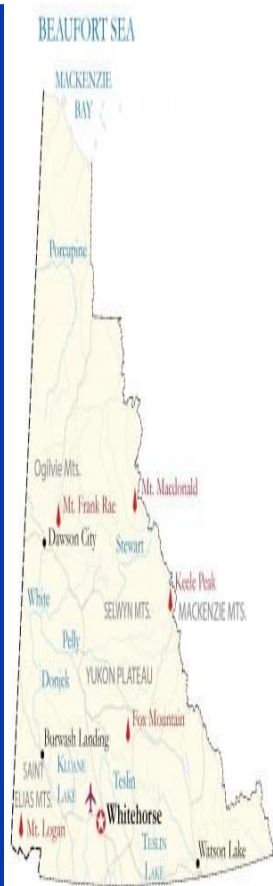 BEAUFORT SEA
MACKENZIE
BAY
Porcupine
Ogilvie Mts.
Mt. Macdonald
Mt. Frank Rae
Dawson City
Stewart
Keele Peak
White
SELWYN MTS.
MACKENZIE MTS.
Pelly
YUKON PLATEAU
Donjek
Fox Mountain
Burwash Landing
SAINT
ELIAS MTS.
KLUANE
LAKE
Teslin
Whitehorse
Mt. Logan
TESLIN
LAKE
Watson Lake